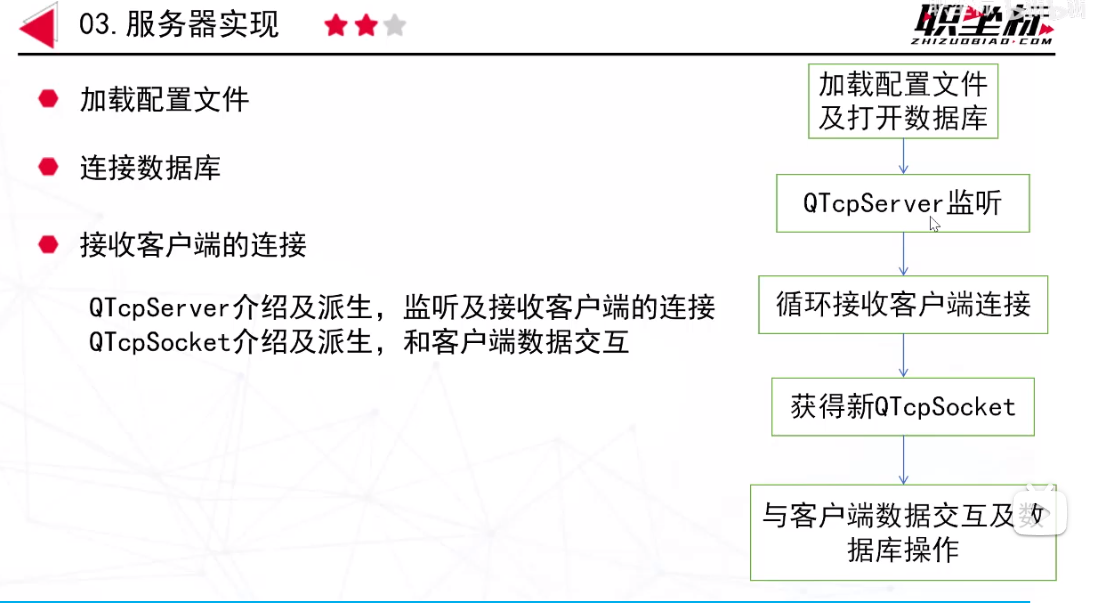 03.服务器实现
职坐标
ZHIZUOBIAO·COM
加载配置文件
连接数据库
接收客户端的连接
QTcpServer介绍及派生，监听及接收客户端的连接
QTcpSocket介绍及派生，和客户端数据交互
加载配置文件
及打开数据库
QTcpServer监听
循环接收客户端连接
获得新QTcpSocket
与客户端数据交互及数
据库操作